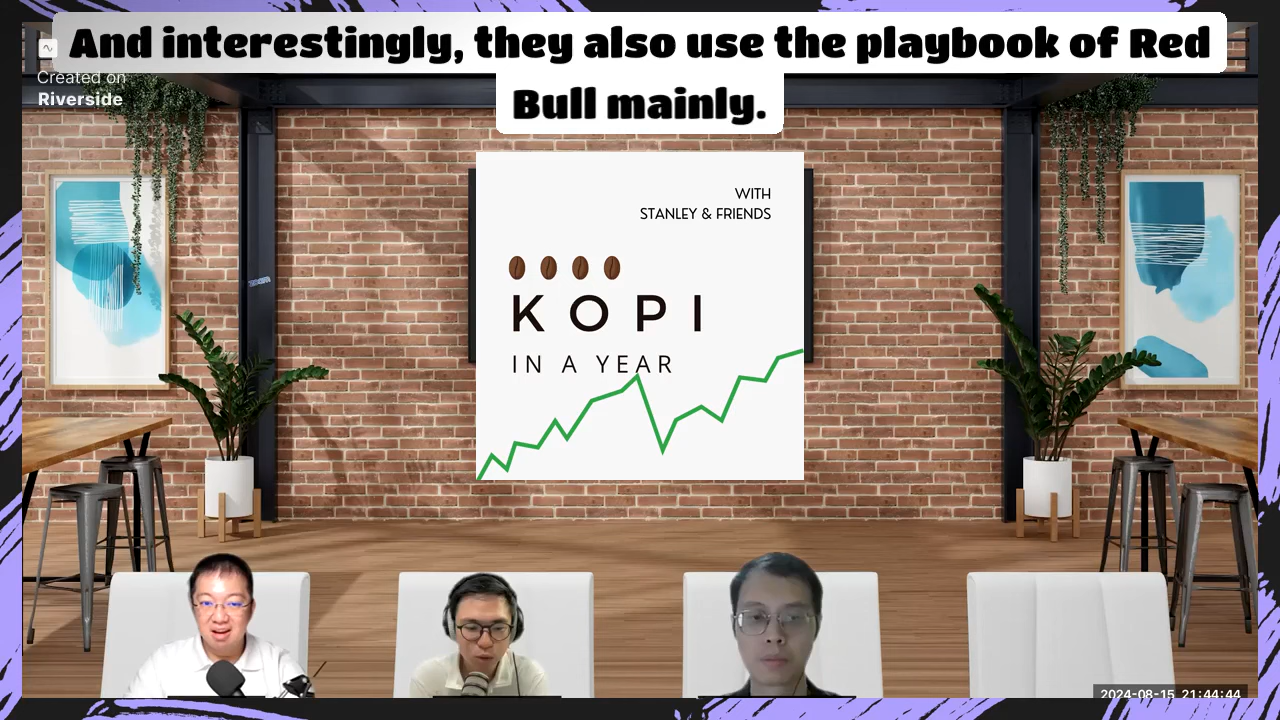 And interestingly, they also use the playbook of Red
Bull mainly.
Created on
Riverside
WITH
STANLEY & FRIENDS
KOPI
IN A YEAR
2024-08-15 21:44:44